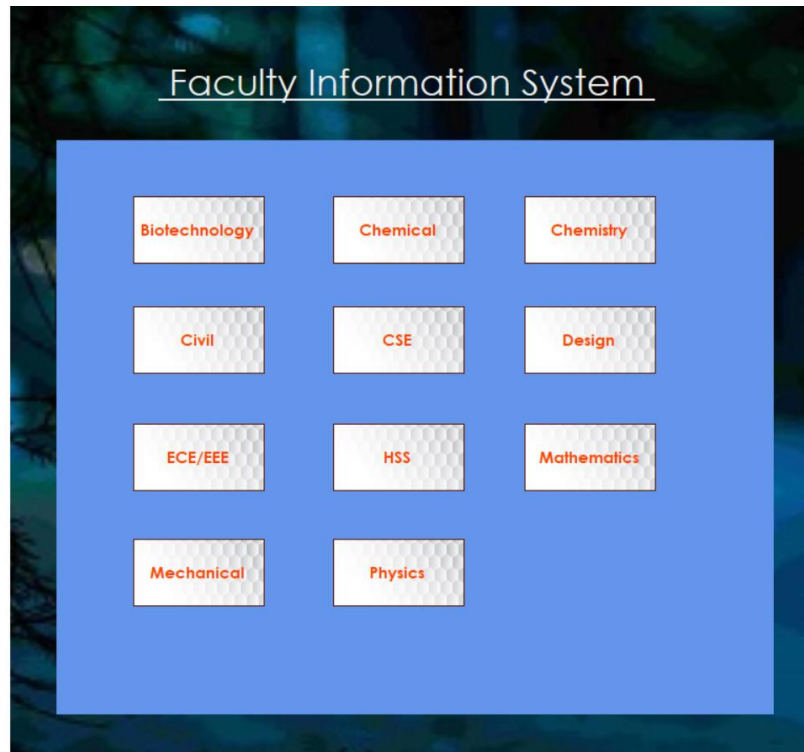 Faculty Information System
Biotechnology
Chemical
Chemistry
Civil
CSE
Design
ECE/EEE
HSS
Mathematics
Mechanical
Physics